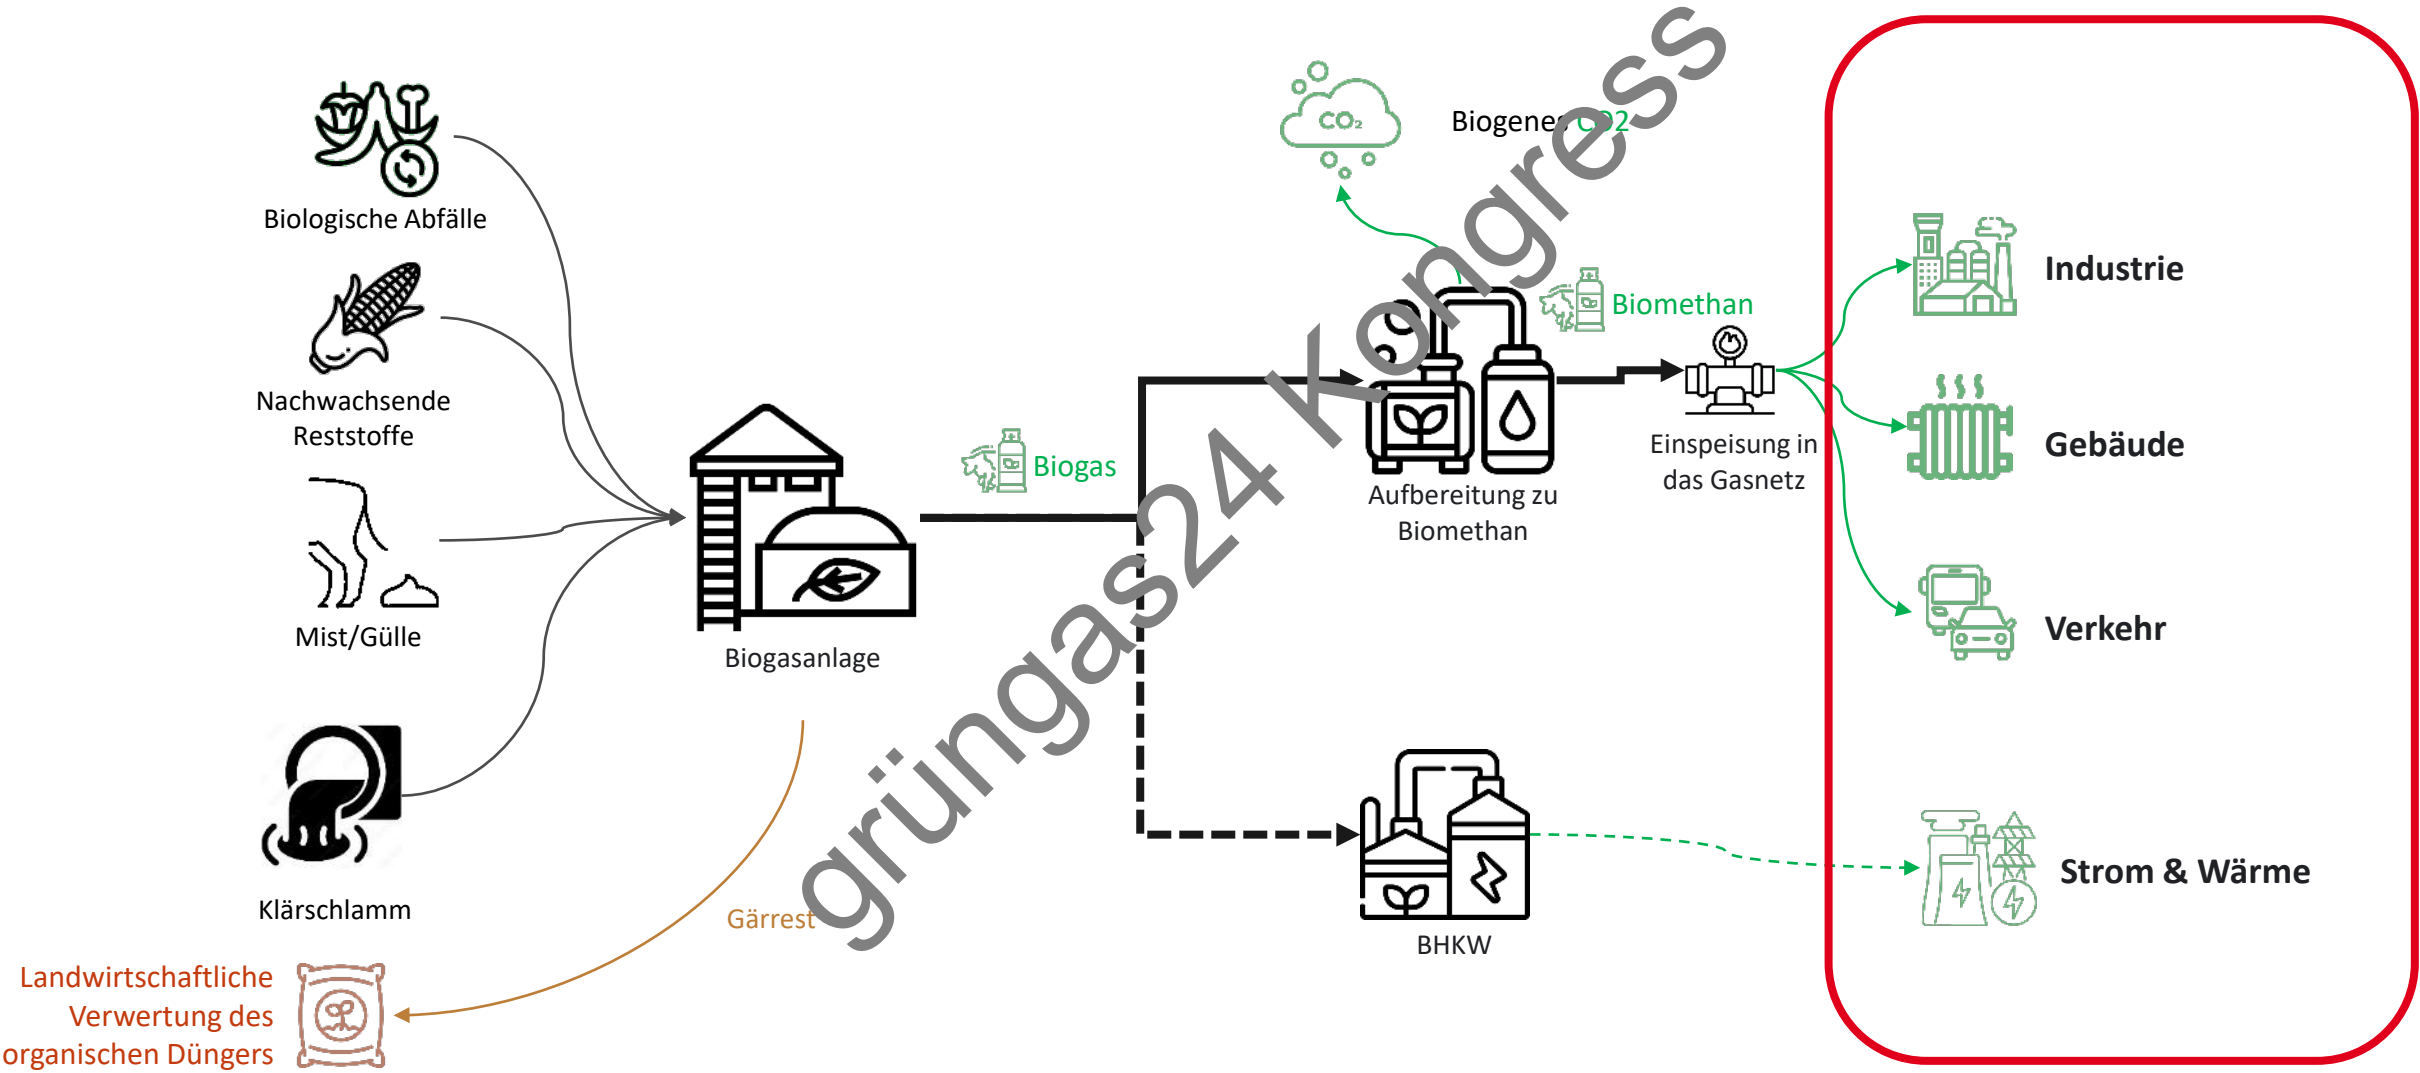 Biologische Abfälle
Nachwachsende
Reststoffe
Mist/Gülle
Klärschlamm
Landwirtschaftliche
Verwertung des
organischen Düngers
Gärrest
Biogasanlage
Biogas
CO₂
Biogenes CO2
Biomethan
Aufbereitung zu
Biomethan
Einspeisung in
das Gasnetz
BHKW
Industrie
Gebäude
Verkehr
Strom & Wärme
grüngas24 Kongress